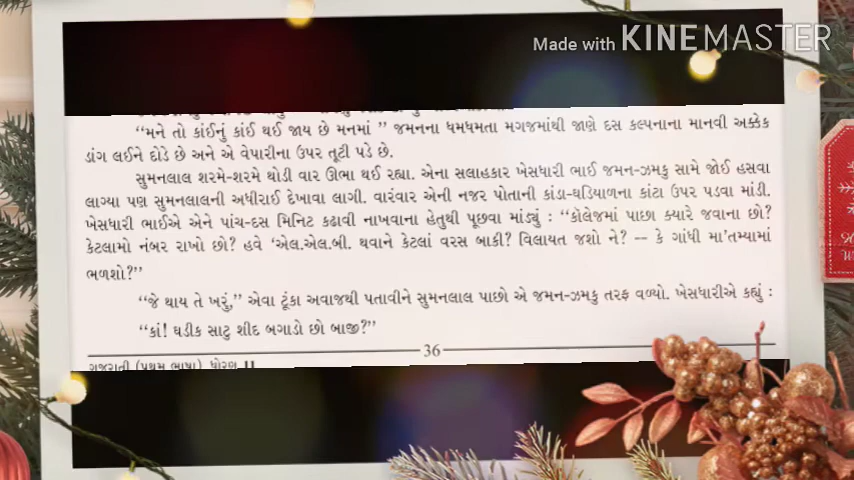 Made with KINEMASTER
“મને તો કાંઈનું કાંઈ થઈ જાય છે મનમાં ” જમનના ધમધમતા મગજમાંથી જાણે દસ કલ્પનાના માનવી અક્કેક
ડાંગ લઈને દોડે છે અને એ વેપારીના ઉપર તૂટી પડે છે.
સુમનલાલ શરમે-શરમે થોડી વાર ઊભા થઈ રહ્યા. એના સલાહકાર ખેસધારી ભાઈ જમન-ઝમકુ સામે જોઈ હસવા
લાગ્યા પણ સુમનલાલની અધીરાઈ દેખાવા લાગી. વારંવાર એની નજર પોતાની કાંડા-ઘડિયાળના કાંટા ઉપર પડવા માંડી.
ખેસધારી ભાઈએ એને પાંચ-દસ મિનિટ કઢાવી નાખવાના હેતુથી પૂછવા માંડ્યું : “કૉલેજમાં પાછા ક્યારે જવાના છો?
કેટલામો નંબર રાખો છો? હવે ‘એલ.એલ.બી. થવાને કેટલાં વરસ બાકી? વિલાયત જશો ને? -- કે ગાંધી મા’તમ્યામાં
ભળશો?”
“જે થાય તે ખરું,” એવા ટૂંકા અવાજથી પતાવીને સુમનલાલ પાછો એ જમન-ઝમકુ તરફ વળ્યો. ખેસધારીએ કહ્યું :
“કાં! ઘડીક સાટુ શીદ બગાડો છો બાજી?”
36
ગુજરાતી (પ્રથમ ભાષા) ધોરણ 11